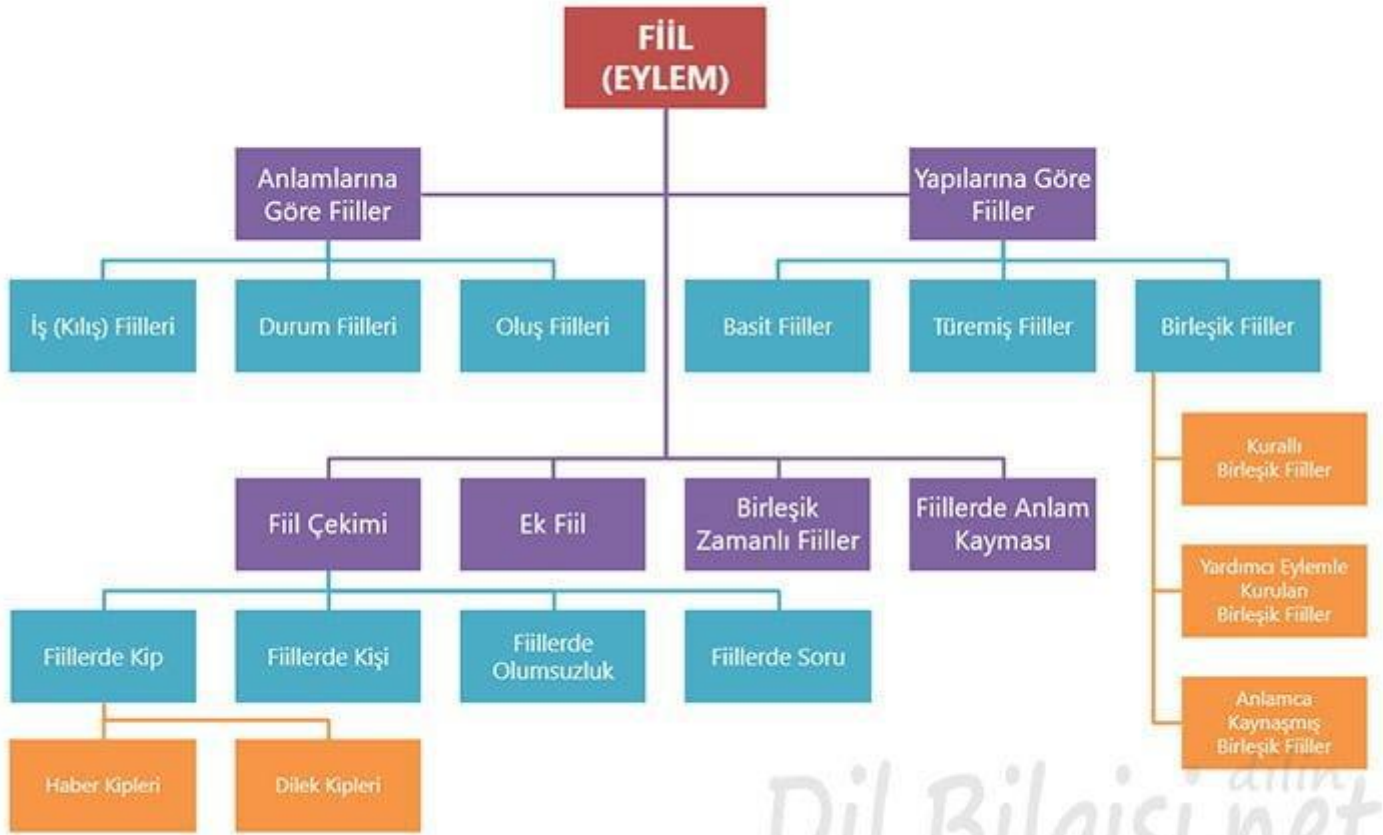 FİİL
(EYLEM)
Anlamlarına
Göre Fiiller
Yapılarına Göre
Fiiller
İş (Kılış) Fiilleri
Durum Fiilleri
Oluş Fiilleri
Basit Fiiller
Türemiş Fiiller
Birleşik Fiiller
Kurallı
Birleşik Fiiller
Yardımcı Eylemle
Kurulan
Birleşik Fiiller
Anlamca
Kaynaşmış
Birleşik Fiiller
Fiil Çekimi
Ek Fiil
Birleşik
Zamanlı Fiiller
Fiillerde Anlam
Kayması
Fiillerde Kip
Fiillerde Kişi
Fiillerde
Olumsuzluk
Fiillerde Soru
Haber Kipleri
Dilek Kipleri
dilin
Dil Bilgisi net